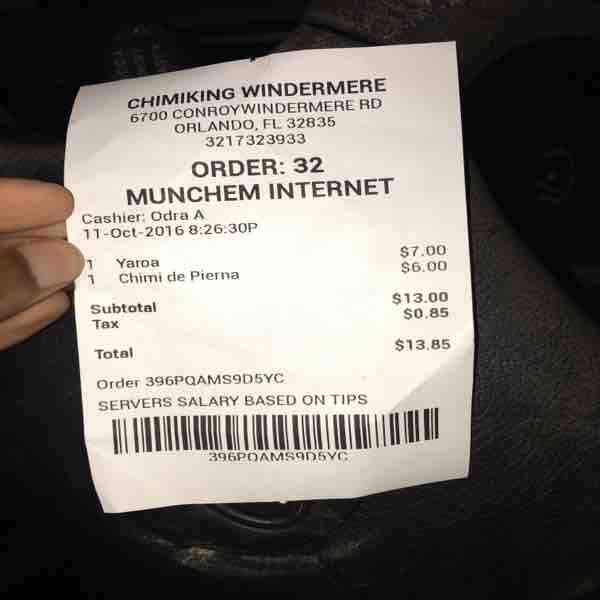 CHIMIKING WINDERMERE
6700 CONROYWINDERMERE RD
ORLANDO, FL 32835
3217323933
ORDER: 32
MUNCHEM INTERNET
Cashier: Odra A
11-Oct-2016 8:26:30P
1 Yaroa $7.00
1 Chimi de Pierna $6.00
Subtotal $13.00
Tax $0.85
Total $13.85
Order 396PQAMS9D5YC
SERVERS SALARY BASED ON TIPS
396PQAMS9D5YC